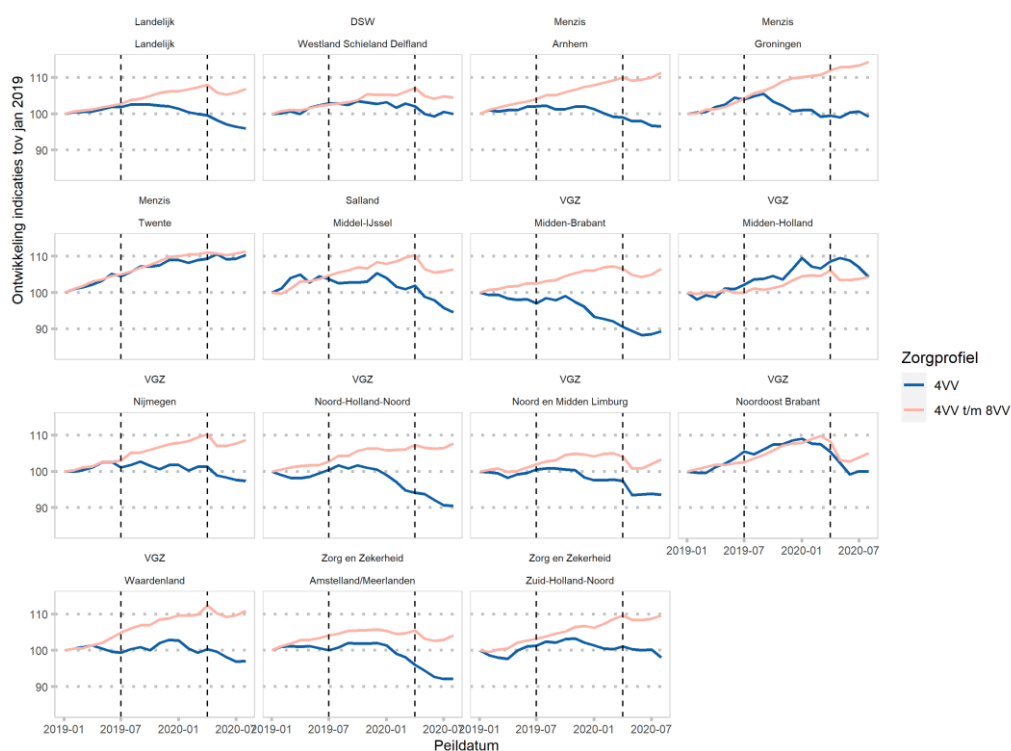 Landelijk
Landelijk
DSW
Westland Schieland Delfland
Menzis
Arnhem
Menzis
Groningen
110
100
90
Ontwikkeling indicaties tov jan 2019
Menzis
Twente
Salland
Middel-IJssel
VGZ
Midden-Brabant
VGZ
Midden-Holland
110
100
90
VGZ
Nijmegen
VGZ
Noord-Holland-Noord
VGZ
Noord en Midden Limburg
VGZ
Noordoost Brabant
110
100
90
2019-01 2019-07 2020-01 2020-07
VGZ
Waardenland
Zorg en Zekerheid
Amstelland/Meerlanden
Zorg en Zekerheid
Zuid-Holland-Noord
110
100
90
2019-01 2019-07 2020-01 2020-07
2019-01 2019-07 2020-01 2020-07
2019-01 2019-07 2020-01 2020-07
Peildatum
Zorgprofiel
4VV
4VV t/m 8VV